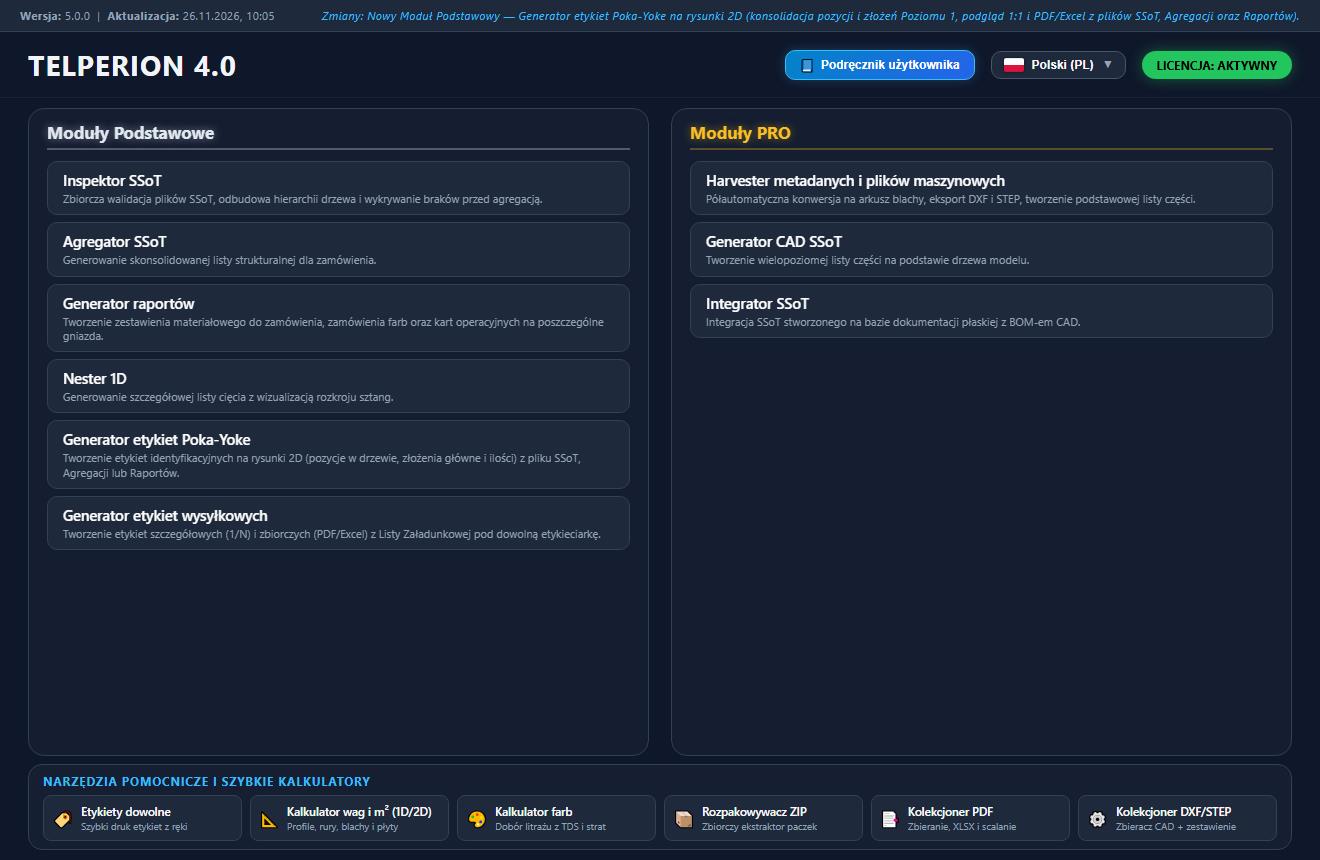 Wersja: 5.0.0 | Aktualizacja: 26.11.2026, 10:05
Zmiany: Nowy Moduł Podstawowy — Generator etykiet Poka-Yoke na rysunki 2D (konsolidacja pozycji i złożeń Poziomu 1, podgląd 1:1 i PDF/Excel z plików SSoT, Agregacji oraz Raportów).
TELPERION 4.0
Podręcznik użytkownika
Polski (PL) ▼
LICENCJA: AKTYWNY
Moduły Podstawowe
Inspektor SSoT
Zbiorcza walidacja plików SSoT, odbudowa hierarchii drzewa i wykrywanie braków przed agregacją.
Agregator SSoT
Generowanie skonsolidowanej listy strukturalnej dla zamówienia.
Generator raportów
Tworzenie zestawienia materiałowego do zamówienia, zamówienia farb oraz kart operacyjnych na poszczególne
gniazda.
Nester 1D
Generowanie szczegółowej listy cięcia z wizualizacją rozkroju sztang.
Generator etykiet Poka-Yoke
Tworzenie etykiet identyfikacyjnych na rysunki 2D (pozycje w drzewie, złożenia główne i ilości) z pliku SSoT,
Agregacji lub Raportów.
Generator etykiet wysyłkowych
Tworzenie etykiet szczegółowych (1/N) i zbiorczych (PDF/Excel) z Listy Załadunkowej pod dowolną etykieciarkę.
Moduły PRO
Harvester metadanych i plików maszynowych
Półautomatyczna konwersja na arkusz blachy, eksport DXF i STEP, tworzenie podstawowej listy części.
Generator CAD SSoT
Tworzenie wielopoziomej listy części na podstawie drzewa modelu.
Integrator SSoT
Integracja SSoT stworzonego na bazie dokumentacji płaskiej z BOM-em CAD.
NARZĘDZIA POMOCNICZE I SZYBKIE KALKULATORY
Etykiety dowolne
Szybki druk etykiet z ręki
Kalkulator wag i m² (1D/2D)
Profile, rury, blachy i płyty
Kalkulator farb
Dobór litrażu z TDS i strat
Rozpakowywacz ZIP
Zbiorczy ekstraktor paczek
Kolekcjoner PDF
Zbieranie, XLSX i scalanie
Kolekcjoner DXF/STEP
Zbieracz CAD + zestawienie